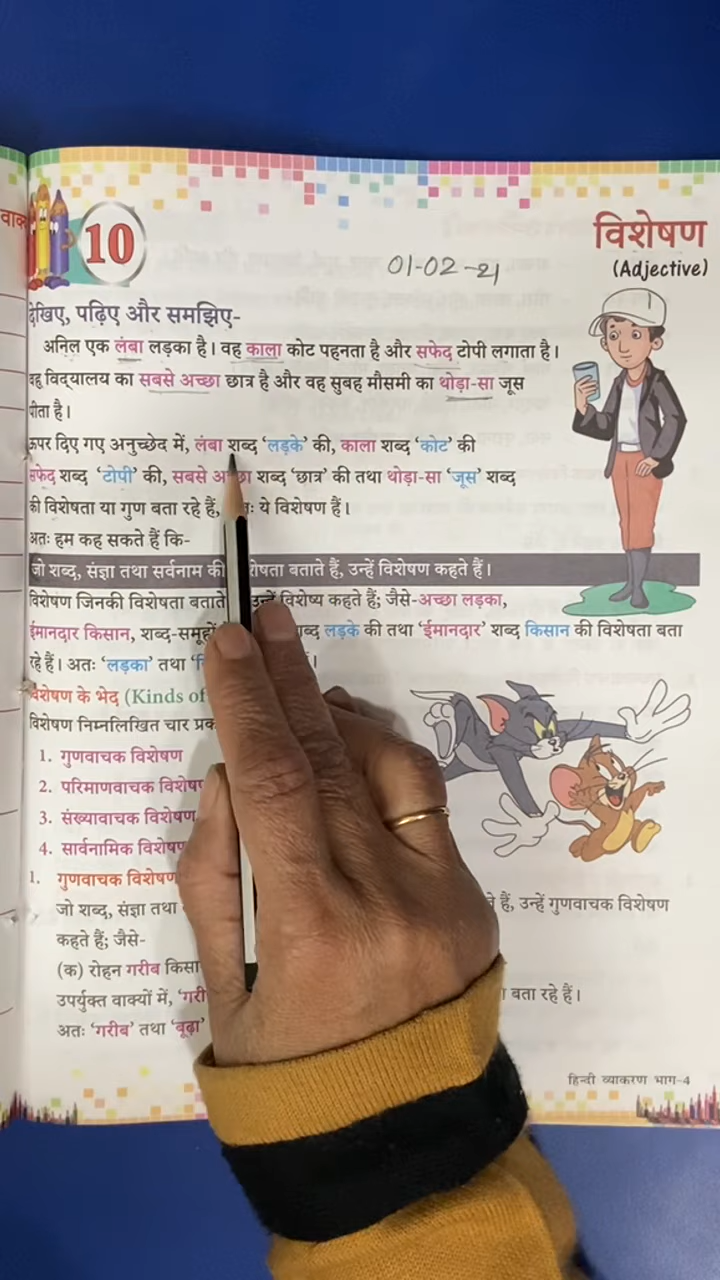 वाक
10
विशेषण
(Adjective)
01-02-21
देखिए, पढ़िए और समझिए-
अनिल एक लंबा लड़का है। वह काला कोट पहनता है और सफेद टोपी लगाता है।
वह विद्यालय का सबसे अच्छा छात्र है और वह सुबह मौसमी का थोड़ा-सा जूस
पीता है।
ऊपर दिए गए अनुच्छेद में, लंबा शब्द 'लड़के' की, काला शब्द 'कोट' की
सफेद शब्द 'टोपी' की, सबसे शब्द 'छात्र' की तथा थोड़ा-सा 'जूस' शब्द
की विशेषता या गुण बता रहे हैं, ये विशेषण हैं।
अतः हम कह सकते हैं कि-
जो शब्द, संज्ञा तथा सर्वनाम की बताते हैं, उन्हें विशेषण कहते हैं।
विशेषण जिनकी विशेषता बताते उन्हें विशेष्य कहते हैं; जैसे-अच्छा लड़का,
ईमानदार किसान, शब्द-समूहों लड़के की तथा 'ईमानदार' शब्द किसान की विशेषता बता
रहे हैं। अतः 'लड़का' तथा
विशेषण के भेद (Kinds of
विशेषण निम्नलिखित चार
1. गुणवाचक विशेषण
2. परिमाणवाचक विशेषण
3. संख्यावाचक विशेषण
4. सार्वनामिक विशेषण
1. गुणवाचक विशेषण
जो शब्द, संज्ञा तथा हैं, उन्हें गुणवाचक विशेषण
कहते हैं; जैसे-
(क) रोहन गरीब किसा
उपर्युक्त वाक्यों में, 'गरी बता रहे हैं।
अतः 'गरीब' तथा 'बूढ़ा'
हिन्दी व्याकरण भाग-4